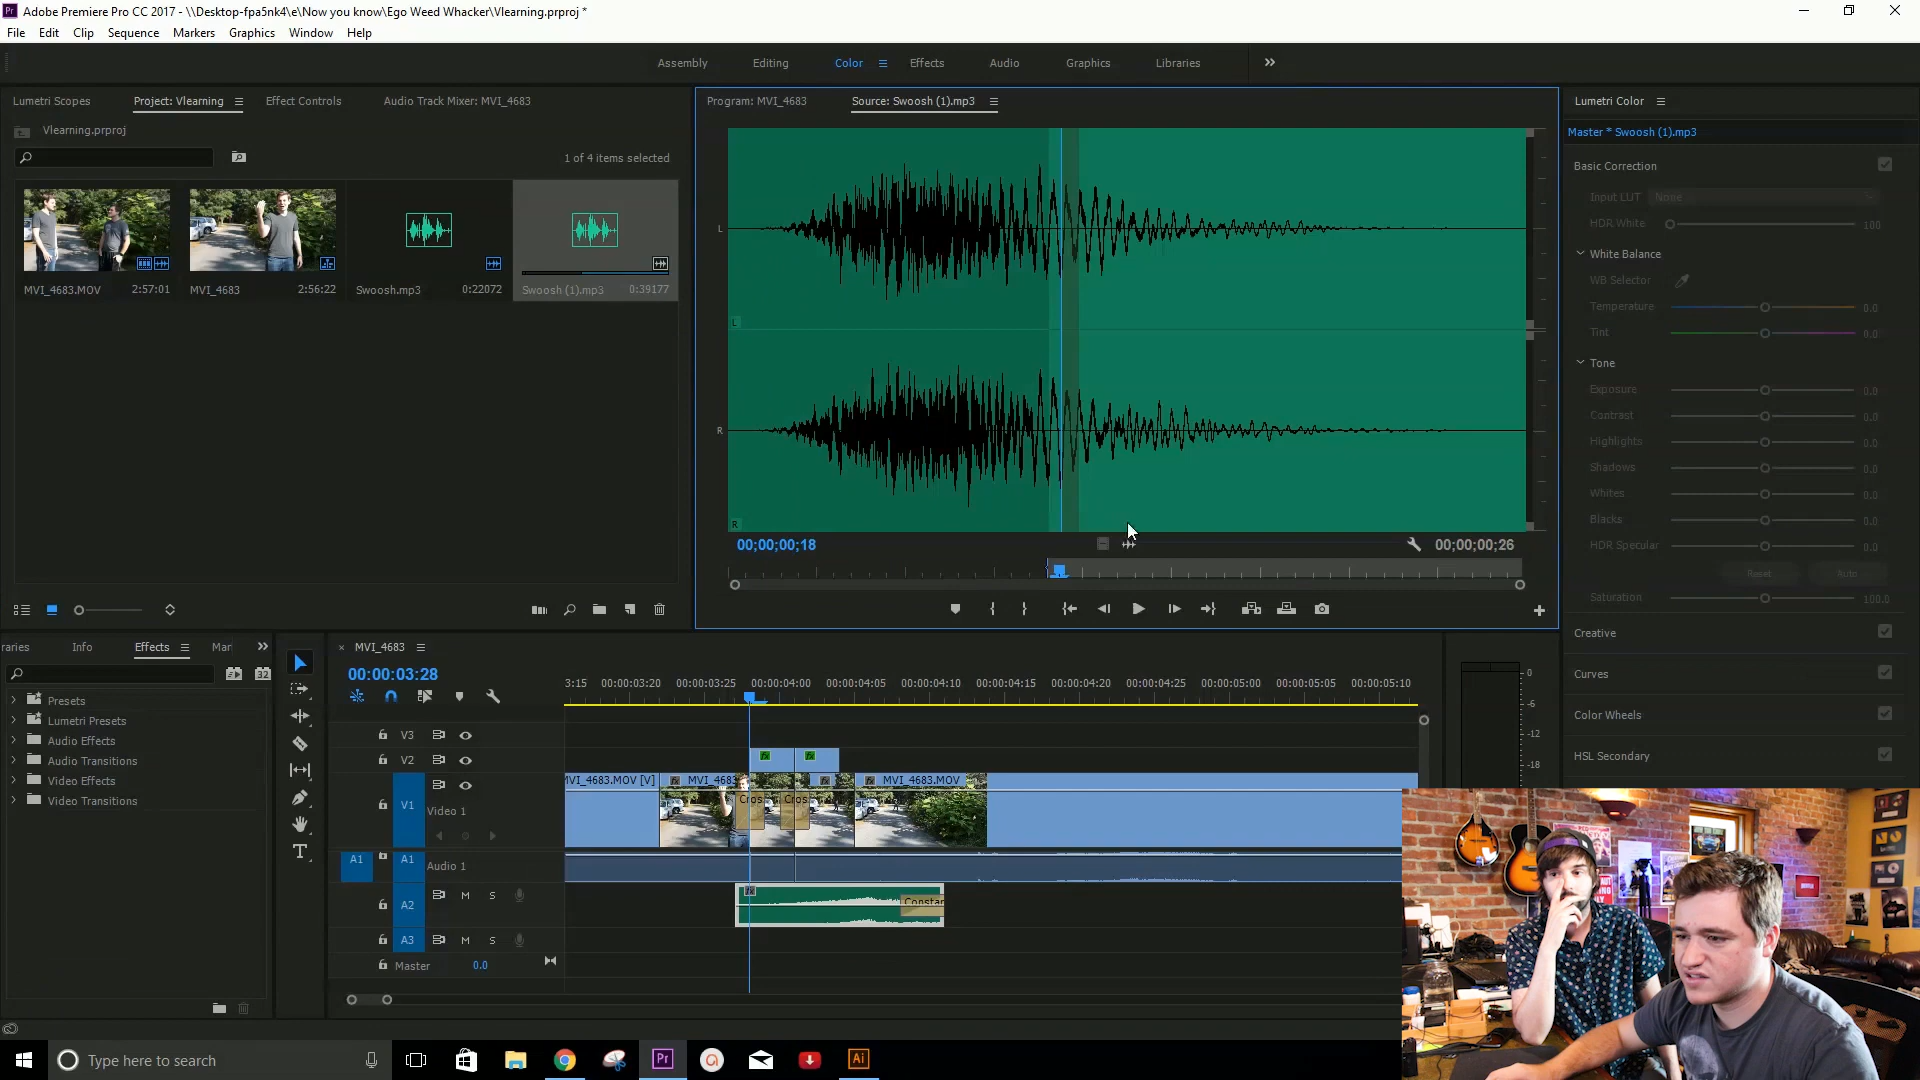 Adobe Premiere Pro CC 2017 - \\Desktop-fpa5nk4\e\Now you know\Ego Weed Whacker\Vlearning.prproj *
File Edit Clip Sequence Markers Graphics Window Help
Assembly Editing Color Effects Audio Graphics Libraries
Lumetri Scopes Project: Vlearning Effect Controls Audio Track Mixer: MVI_4683
Program: MVI_4683 Source: Swoosh (1).mp3
Lumetri Color
Vlearning.prproj
Master * Swoosh (1).mp3
1 of 4 items selected
Basic Correction
Input LUT None
HDR White 100
White Balance
WB Selector
Temperature 0.0
Tint 0.0
Tone
Exposure 0.0
Contrast 0.0
Highlights 0.0
Shadows 0.0
Whites 0.0
Blacks 0.0
HDR Specular 0.0
Reset Auto
Saturation 100.0
Creative
Curves
Color Wheels
HSL Secondary
MVI_4683.MOV 2:57:01
MVI_4683 2:56:22
Swoosh.mp3 0:22072
Swoosh (1).mp3 0:39177
L
L
R
R
00;00;00;18
00;00;00;26
raries Info Effects Mar
32
Presets
Lumetri Presets
Audio Effects
Audio Transitions
Video Effects
Video Transitions
× MVI_4683
00:00:03:28
3:15 00:00:03:20 00:00:03:25 00:00:04:00 00:00:04:05 00:00:04:10 00:00:04:15 00:00:04:20 00:00:04:25 00:00:05:00 00:00:05:05 00:00:05:10
V3
V2
fx fx
V1
Video 1
MVI_4683.MOV [V] MVI_4683 MVI_4683.MOV
Cros Cros
A1 A1 Audio 1
A2 M S
Constar
A3 M S
Master 0.0
0
-6
-12
-18
Type here to search
Pr
Ai